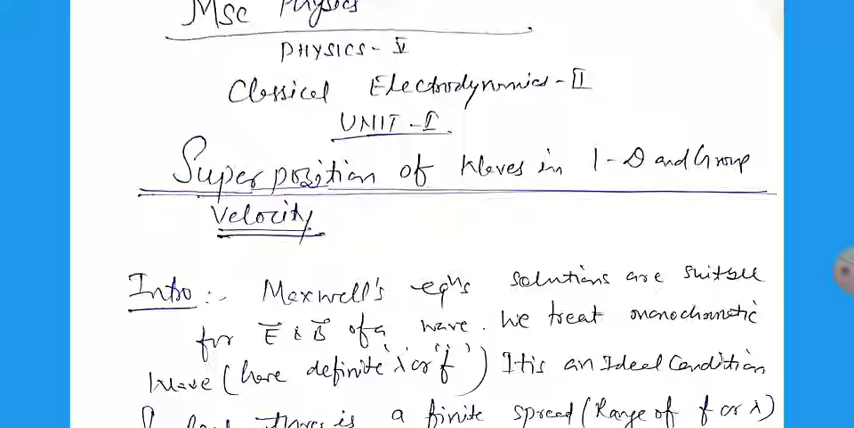 Msc Physics
PHYSICS - V
Classical Electrodynamics - II
UNIT - I
Superposition of Waves in 1-D and Group
Velocity
Intro :- Maxwell's eqns solutions are suitable
for E & B of a wave. We treat monochromatic
wave (have definite 'λ' or 'f') It is an Ideal Condition
there is a finite spread (Range of f or λ)